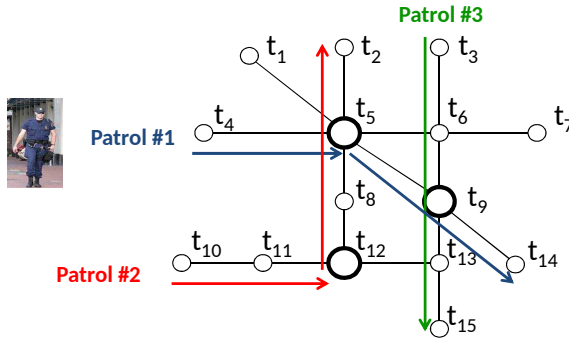 Patrol #3
t1
t2
t3
t4
t5
t6
t7
Patrol #1
t8
t9
t10
t11
t12
t13
t14
Patrol #2
t15